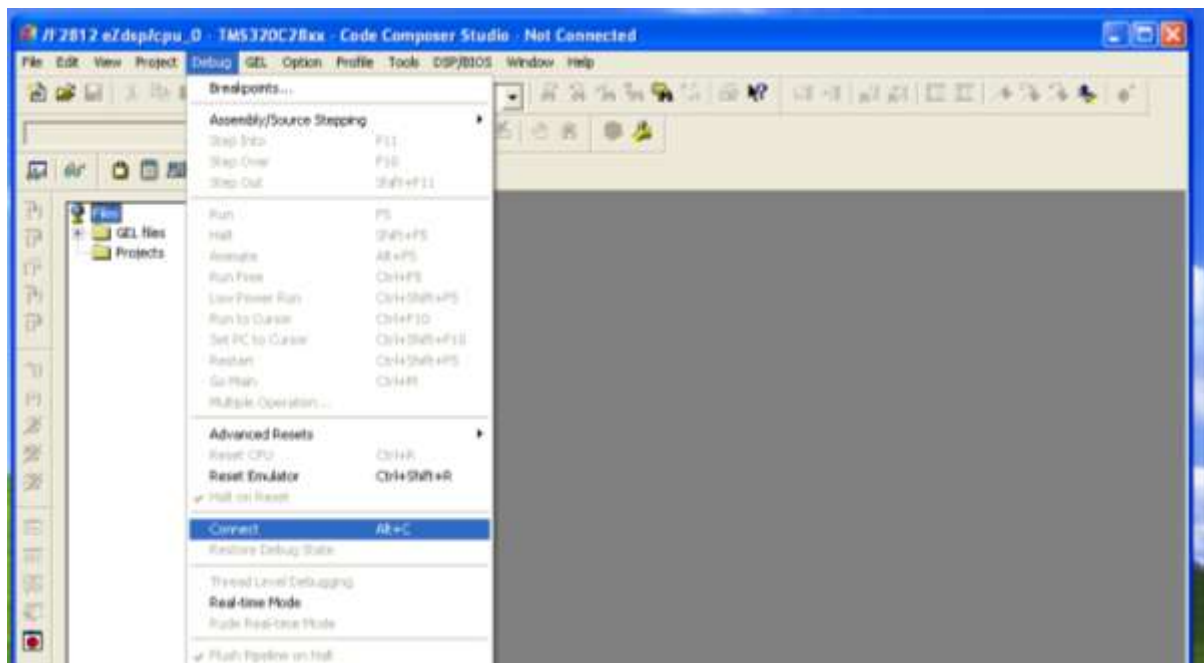 /F2812 eZdsp/cpu_0 - TMS320C28xx - Code Composer Studio - Not Connected
File Edit View Project Debug GEL Option Profile Tools DSP/BIOS Window Help
Breakpoints...
Assembly/Source Stepping
Step Into F11
Step Over F10
Step Out Shift+F11
Files
GEL files
Projects
Run F5
Halt Shift+F5
Animate Alt+F5
Run Free Ctrl+F5
Low Power Run Ctrl+Shift+F5
Run to Cursor Ctrl+F10
Set PC to Cursor Ctrl+Shift+F10
Restart Ctrl+Shift+F5
Go Main Ctrl+M
Multiple Operation...
Advanced Resets
Reset CPU Ctrl+R
Reset Emulator Ctrl+Shift+R
Halt on Reset
Connect Alt+C
Restore Debug State
Thread Level Debugging
Real-time Mode
Rude Real-time Mode
Flush Pipeline on Halt